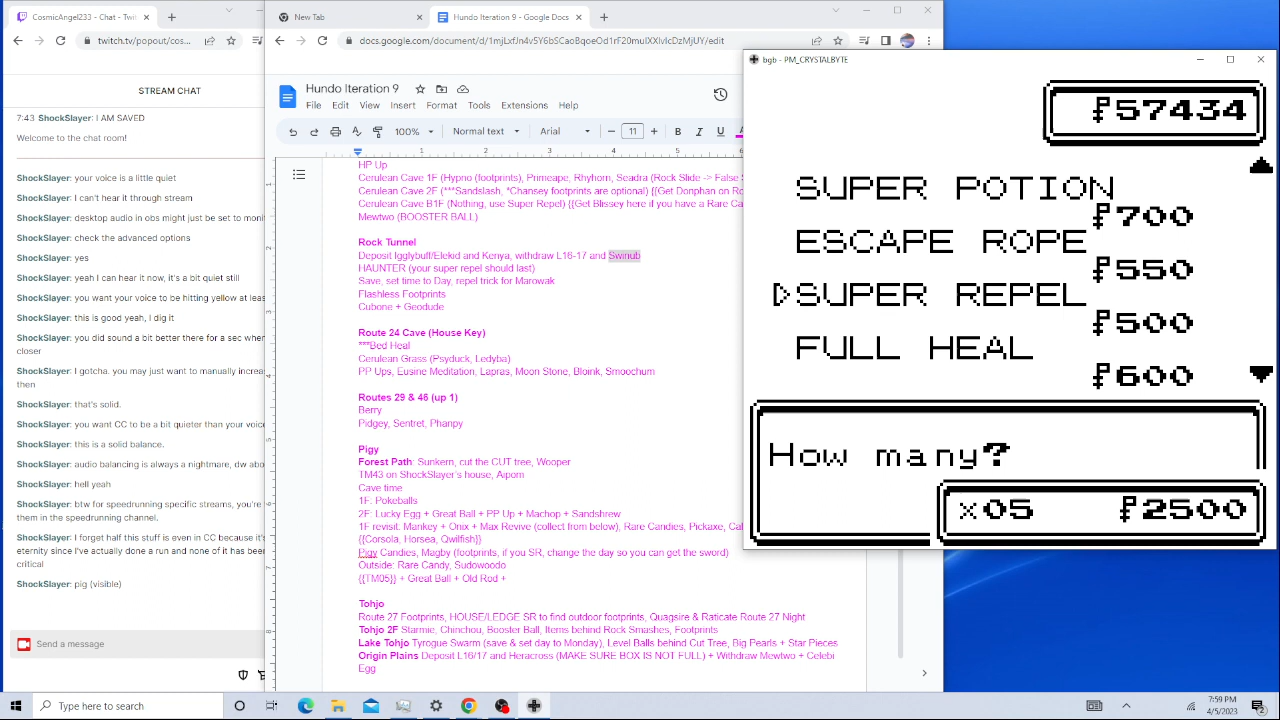 CosmicAngel233 - Chat - Twitch
twitch.tv/popout/cos...
STREAM CHAT
7:43 ShockSlayer: I AM SAVED
Welcome to the chat room!
ShockSlayer: your voice is a little quiet
ShockSlayer: I can't hear it through stream
ShockSlayer: desktop audio in obs might just be set to monit
ShockSlayer: check the advanced options
ShockSlayer: yes
ShockSlayer: yeah I can hear it now, it's a bit quiet still
ShockSlayer: you want your voice to be hitting yellow at leas
ShockSlayer: this is good yeah, I dig it
ShockSlayer: you did sound a bit better there for a sec when
closer
ShockSlayer: I gotcha. you may just want to manually increas
then
ShockSlayer: that's solid.
ShockSlayer: you want CC to be a bit quieter than your voice
ShockSlayer: this is a solid balance.
ShockSlayer: audio balancing is always a nightmare, dw abo
ShockSlayer: hell yeah
ShockSlayer: btw for speedrunning specific streams, you're
them in the speedrunning channel.
ShockSlayer: I forget half this stuff is even in CC because it's
eternity since I've actually done a run and none of it has bee
critical
ShockSlayer: pig (visible)
Send a message
New Tab
Hundo Iteration 9 - Google Docs
Hundo Iteration 9
File Edit View Insert Format Tools Extensions Help
100% Normal text Arial 11 B I U A
1 2 3 4 5 6
HP Up
Cerulean Cave 1F (Hypno (footprints), Primeape, Rhyhorn, Seadra (Rock Slide -> False S
Cerulean Cave 2F (***Sandslash, *Chansey footprints are optional) {{Get Donphan on Ro
Cerulean Cave B1F (Nothing, use Super Repel) {{Get Blissey here if you have a Rare Ca
Mewtwo (BOOSTER BALL)
Rock Tunnel
Deposit Igglybuff/Elekid and Kenya, withdraw L16-17 and Swinub
HAUNTER (your super repel should last)
Save, set time to Day, repel trick for Marowak
Flashless Footprints
Cubone + Geodude
Route 24 Cave (House Key)
***Bed Heal
Cerulean Grass (Psyduck, Ledyba)
PP Ups, Eusine Meditation, Lapras, Moon Stone, Bloink, Smoochum
Routes 29 & 46 (up 1)
Berry
Pidgey, Sentret, Phanpy
Pigy
Forest Path: Sunkern, cut the CUT tree, Wooper
TM43 on ShockSlayer's house, Aipom
Cave time
1F: Pokeballs
2F: Lucky Egg + Great Ball + PP Up + Machop + Sandshrew
1F revisit: Mankey + Onix + Max Revive (collect from below), Rare Candies, Pickaxe, Cal
{{Corsola, Horsea, Qwilfish}}
Pigy Candies, Magby (footprints, if you SR, change the day so you can get the sword)
Outside: Rare Candy, Sudowoodo
{{TM05}} + Great Ball + Old Rod +
Tohjo
Route 27 Footprints, HOUSE/LEDGE SR to find outdoor footprints, Quagsire & Raticate Route 27 Night
Tohjo 2F Starmie, Chinchou, Booster Ball, Items behind Rock Smashes, Footprints
Lake Tohjo Tyrogue Swarm (save & set day to Monday), Level Balls behind Cut Tree, Big Pearls + Star Pieces
Origin Plains Deposit L16/17 and Heracross (MAKE SURE BOX IS NOT FULL) + Withdraw Mewtwo + Celebi
Egg
bgb - PM_CRYSTALBYTE
₽57434
SUPER POTION
₽700
ESCAPE ROPE
₽550
SUPER REPEL
₽500
FULL HEAL
₽600
How many?
×05 ₽2500
Type here to search
7:59 PM
4/5/2023
2